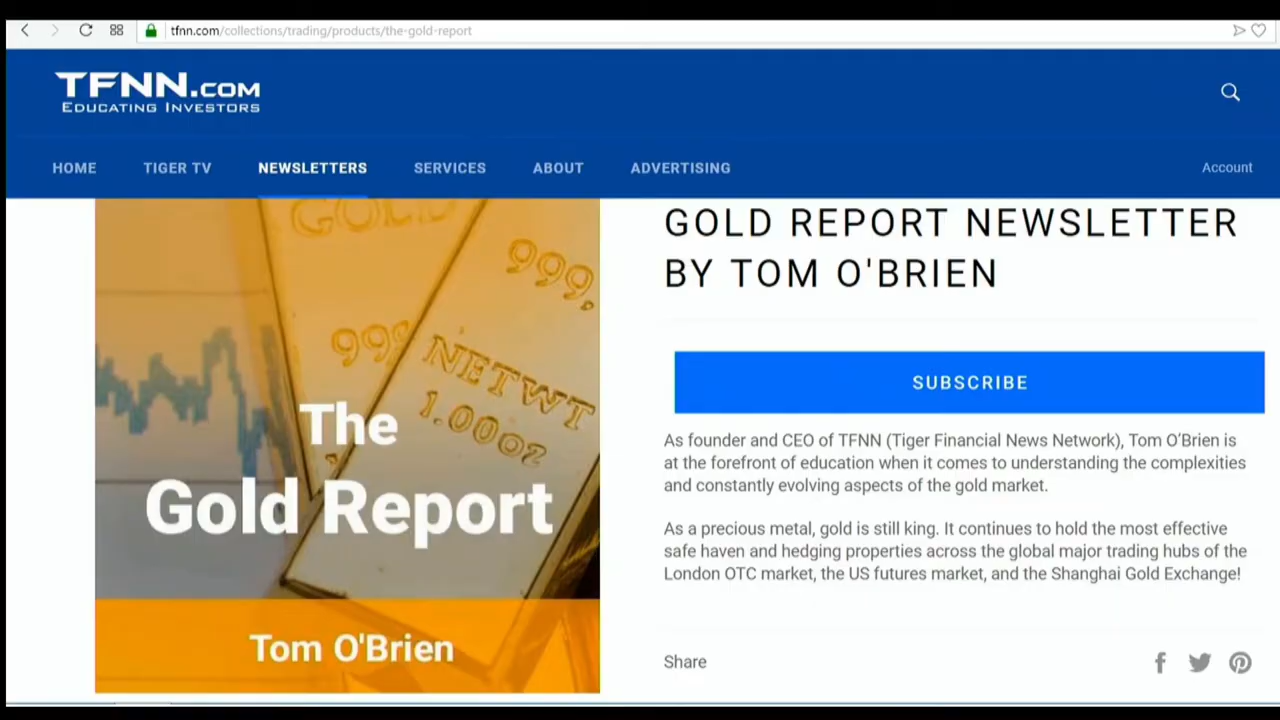 tfnn.com/collections/trading/products/the-gold-report
TFNN.COM
EDUCATING INVESTORS
HOME
TIGER TV
NEWSLETTERS
SERVICES
ABOUT
ADVERTISING
Account
GOLD
999,
999
NETWT
1.00oz
The
Gold Report
Tom O'Brien
GOLD REPORT NEWSLETTER
BY TOM O'BRIEN
SUBSCRIBE
As founder and CEO of TFNN (Tiger Financial News Network), Tom O’Brien is
at the forefront of education when it comes to understanding the complexities
and constantly evolving aspects of the gold market.
As a precious metal, gold is still king. It continues to hold the most effective
safe haven and hedging properties across the global major trading hubs of the
London OTC market, the US futures market, and the Shanghai Gold Exchange!
Share